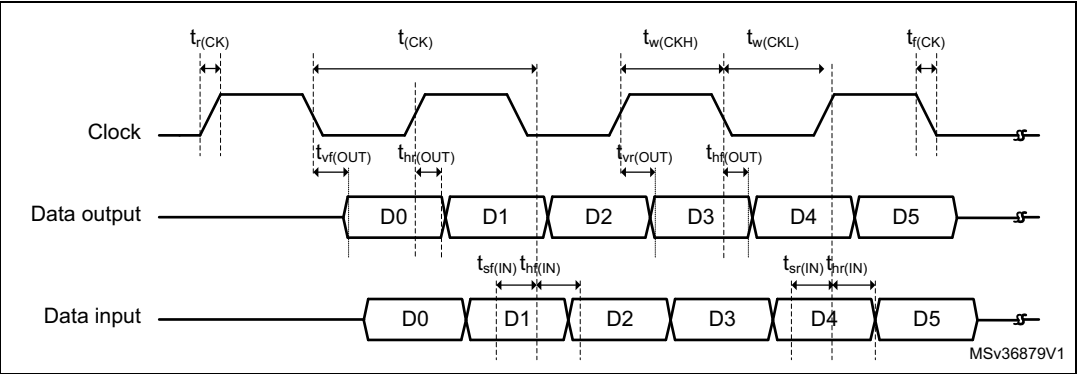 tr(CK) t(CK) tw(CKH) tw(CKL) tf(CK)
Clock
tvf(OUT) thr(OUT) tvr(OUT) thf(OUT)
Data output D0 D1 D2 D3 D4 D5
tsf(IN) thf(IN) tsr(IN) thr(IN)
Data input D0 D1 D2 D3 D4 D5
MSv36879V1